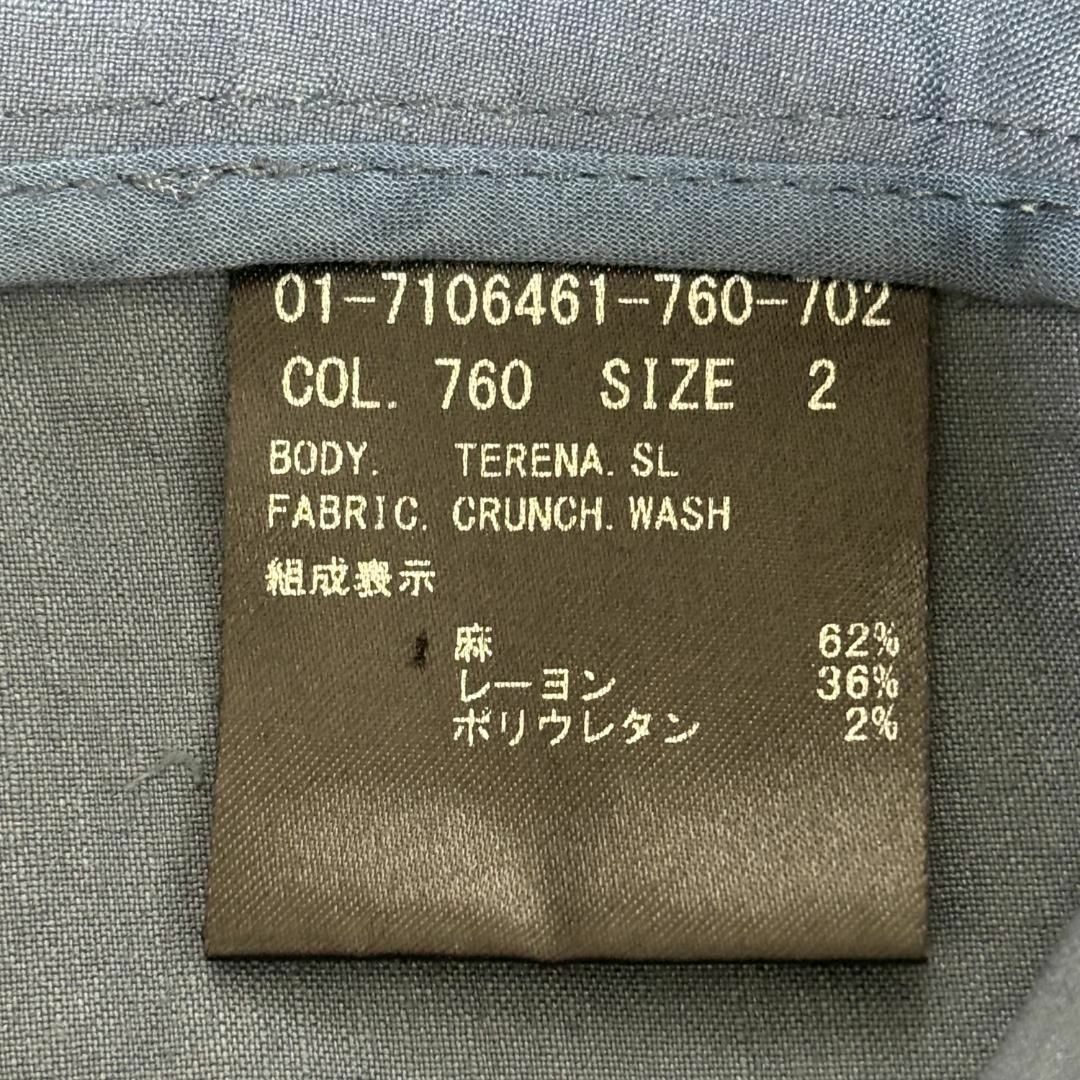 01-7106461-760-702
COL. 760 SIZE 2
BODY. TERENA.SL
FABRIC. CRUNCH.WASH
組成表示
麻 62%
レーヨン 36%
ポリウレタン 2%